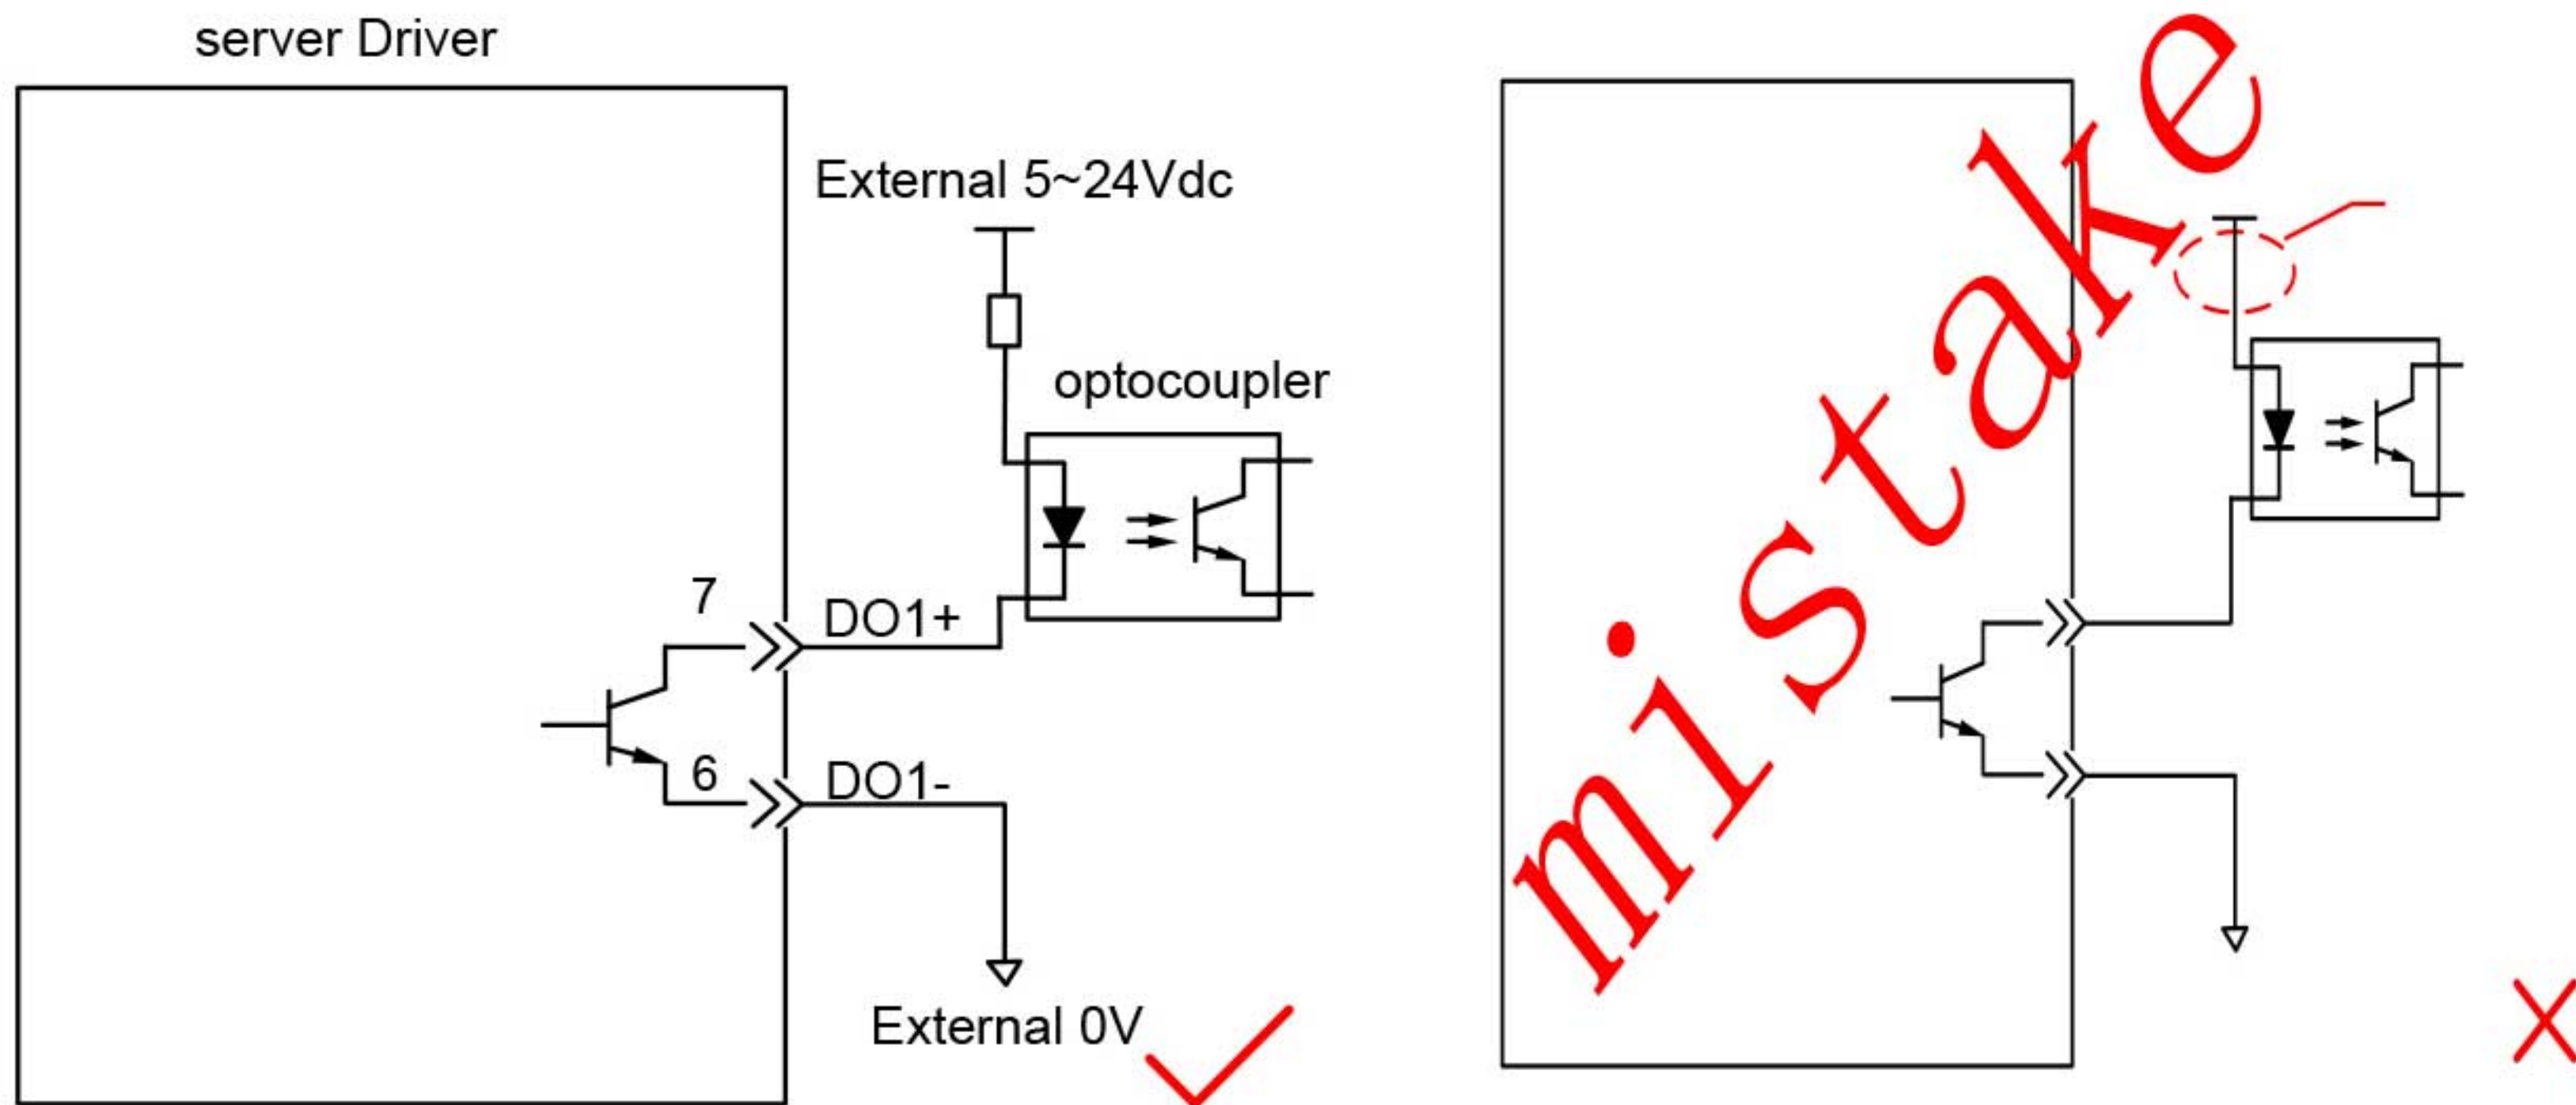 server Driver
External 5~24Vdc
optocoupler
7
DO1+
6
DO1-
External 0V
mistake